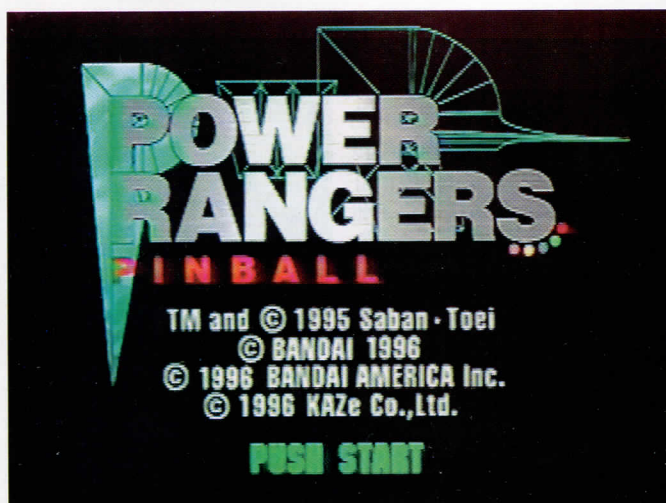 POWER
RANGERS
PINBALL
TM and © 1995 Saban · Toei
© BANDAI 1996
© 1996 BANDAI AMERICA Inc.
© 1996 KAZe Co.,Ltd.
PUSH START